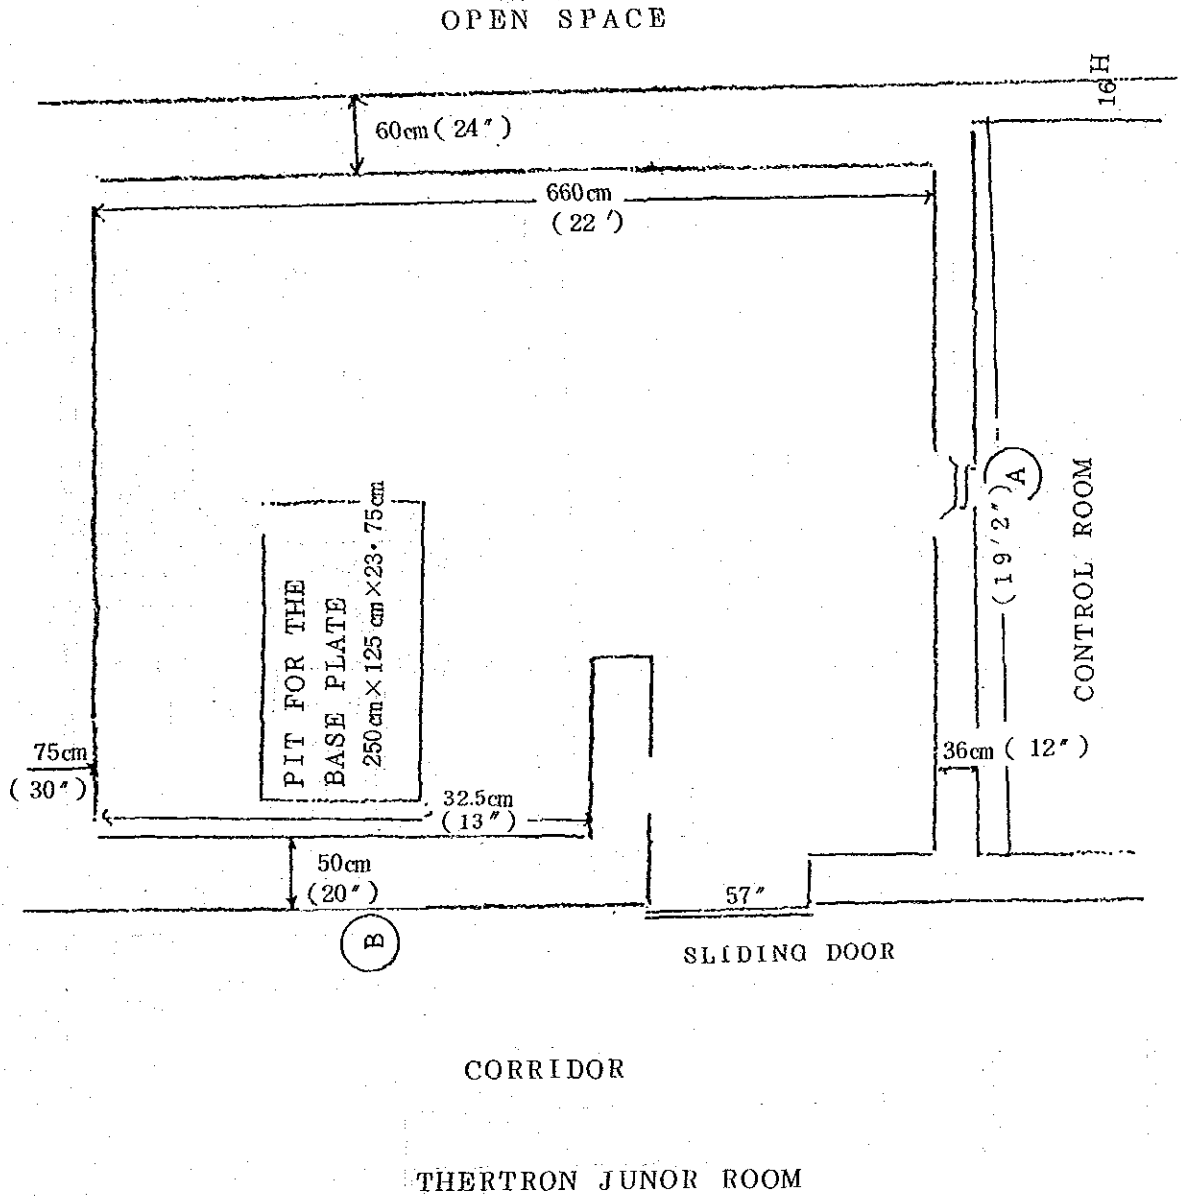 OPEN SPACE
16 H
60cm ( 24″ )
660cm
( 22 ′)
A
(19′2″)
CONTROL ROOM
PIT FOR THE
BASE PLATE
250cm×125cm×23・75cm
75cm
( 30″ )
36cm ( 12″ )
32.5cm
( 13″ )
50cm
(20″ )
57″
B
SLIDING DOOR
CORRIDOR
THERTRON JUNOR ROOM